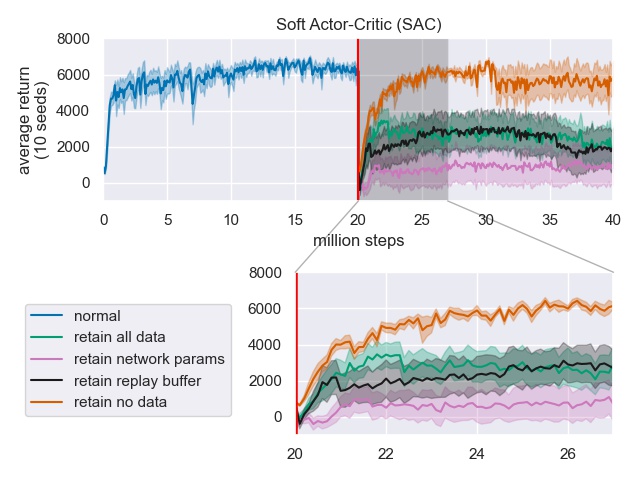 Soft Actor-Critic (SAC)
average return
(10 seeds)
8000
6000
4000
2000
0
0 5 10 15 20 25 30 35 40
million steps
8000
6000
4000
2000
0
20 22 24 26
normal
retain all data
retain network params
retain replay buffer
retain no data